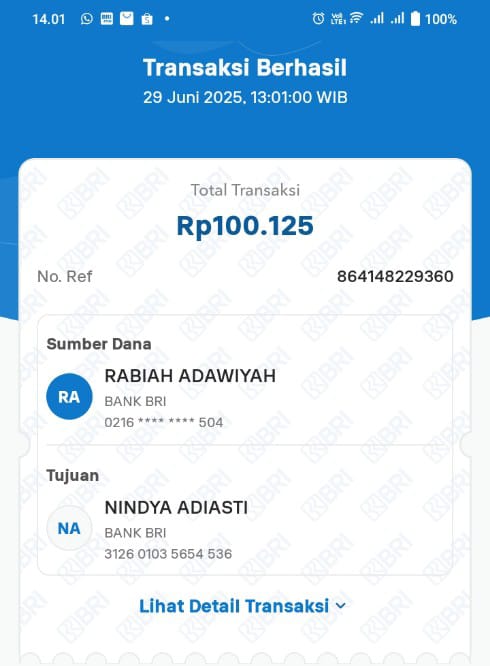 14.01 100%
Transaksi Berhasil
29 Juni 2025, 13:01:00 WIB
Total Transaksi
Rp100.125
No. Ref 864148229360
Sumber Dana
RA
RABIAH ADAWIYAH
BANK BRI
0216 **** **** 504
Tujuan
NA
NINDYA ADIASTI
BANK BRI
3126 0103 5654 536
Lihat Detail Transaksi